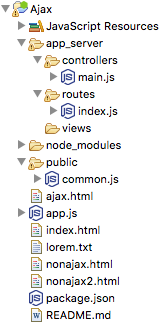 Ajax
JavaScript Resources
app_server
controllers
main.js
routes
index.js
views
node_modules
public
common.js
ajax.html
app.js
index.html
lorem.txt
nonajax.html
nonajax2.html
package.json
README.md